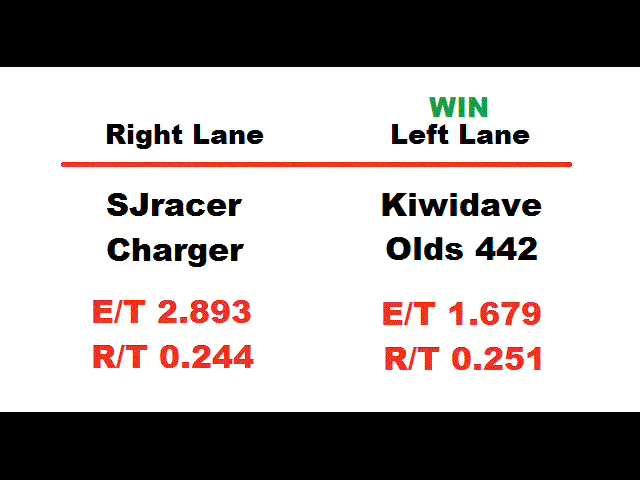 WIN
Right Lane Left Lane
SJracer Kiwidave
Charger Olds 442
E/T 2.893 E/T 1.679
R/T 0.244 R/T 0.251